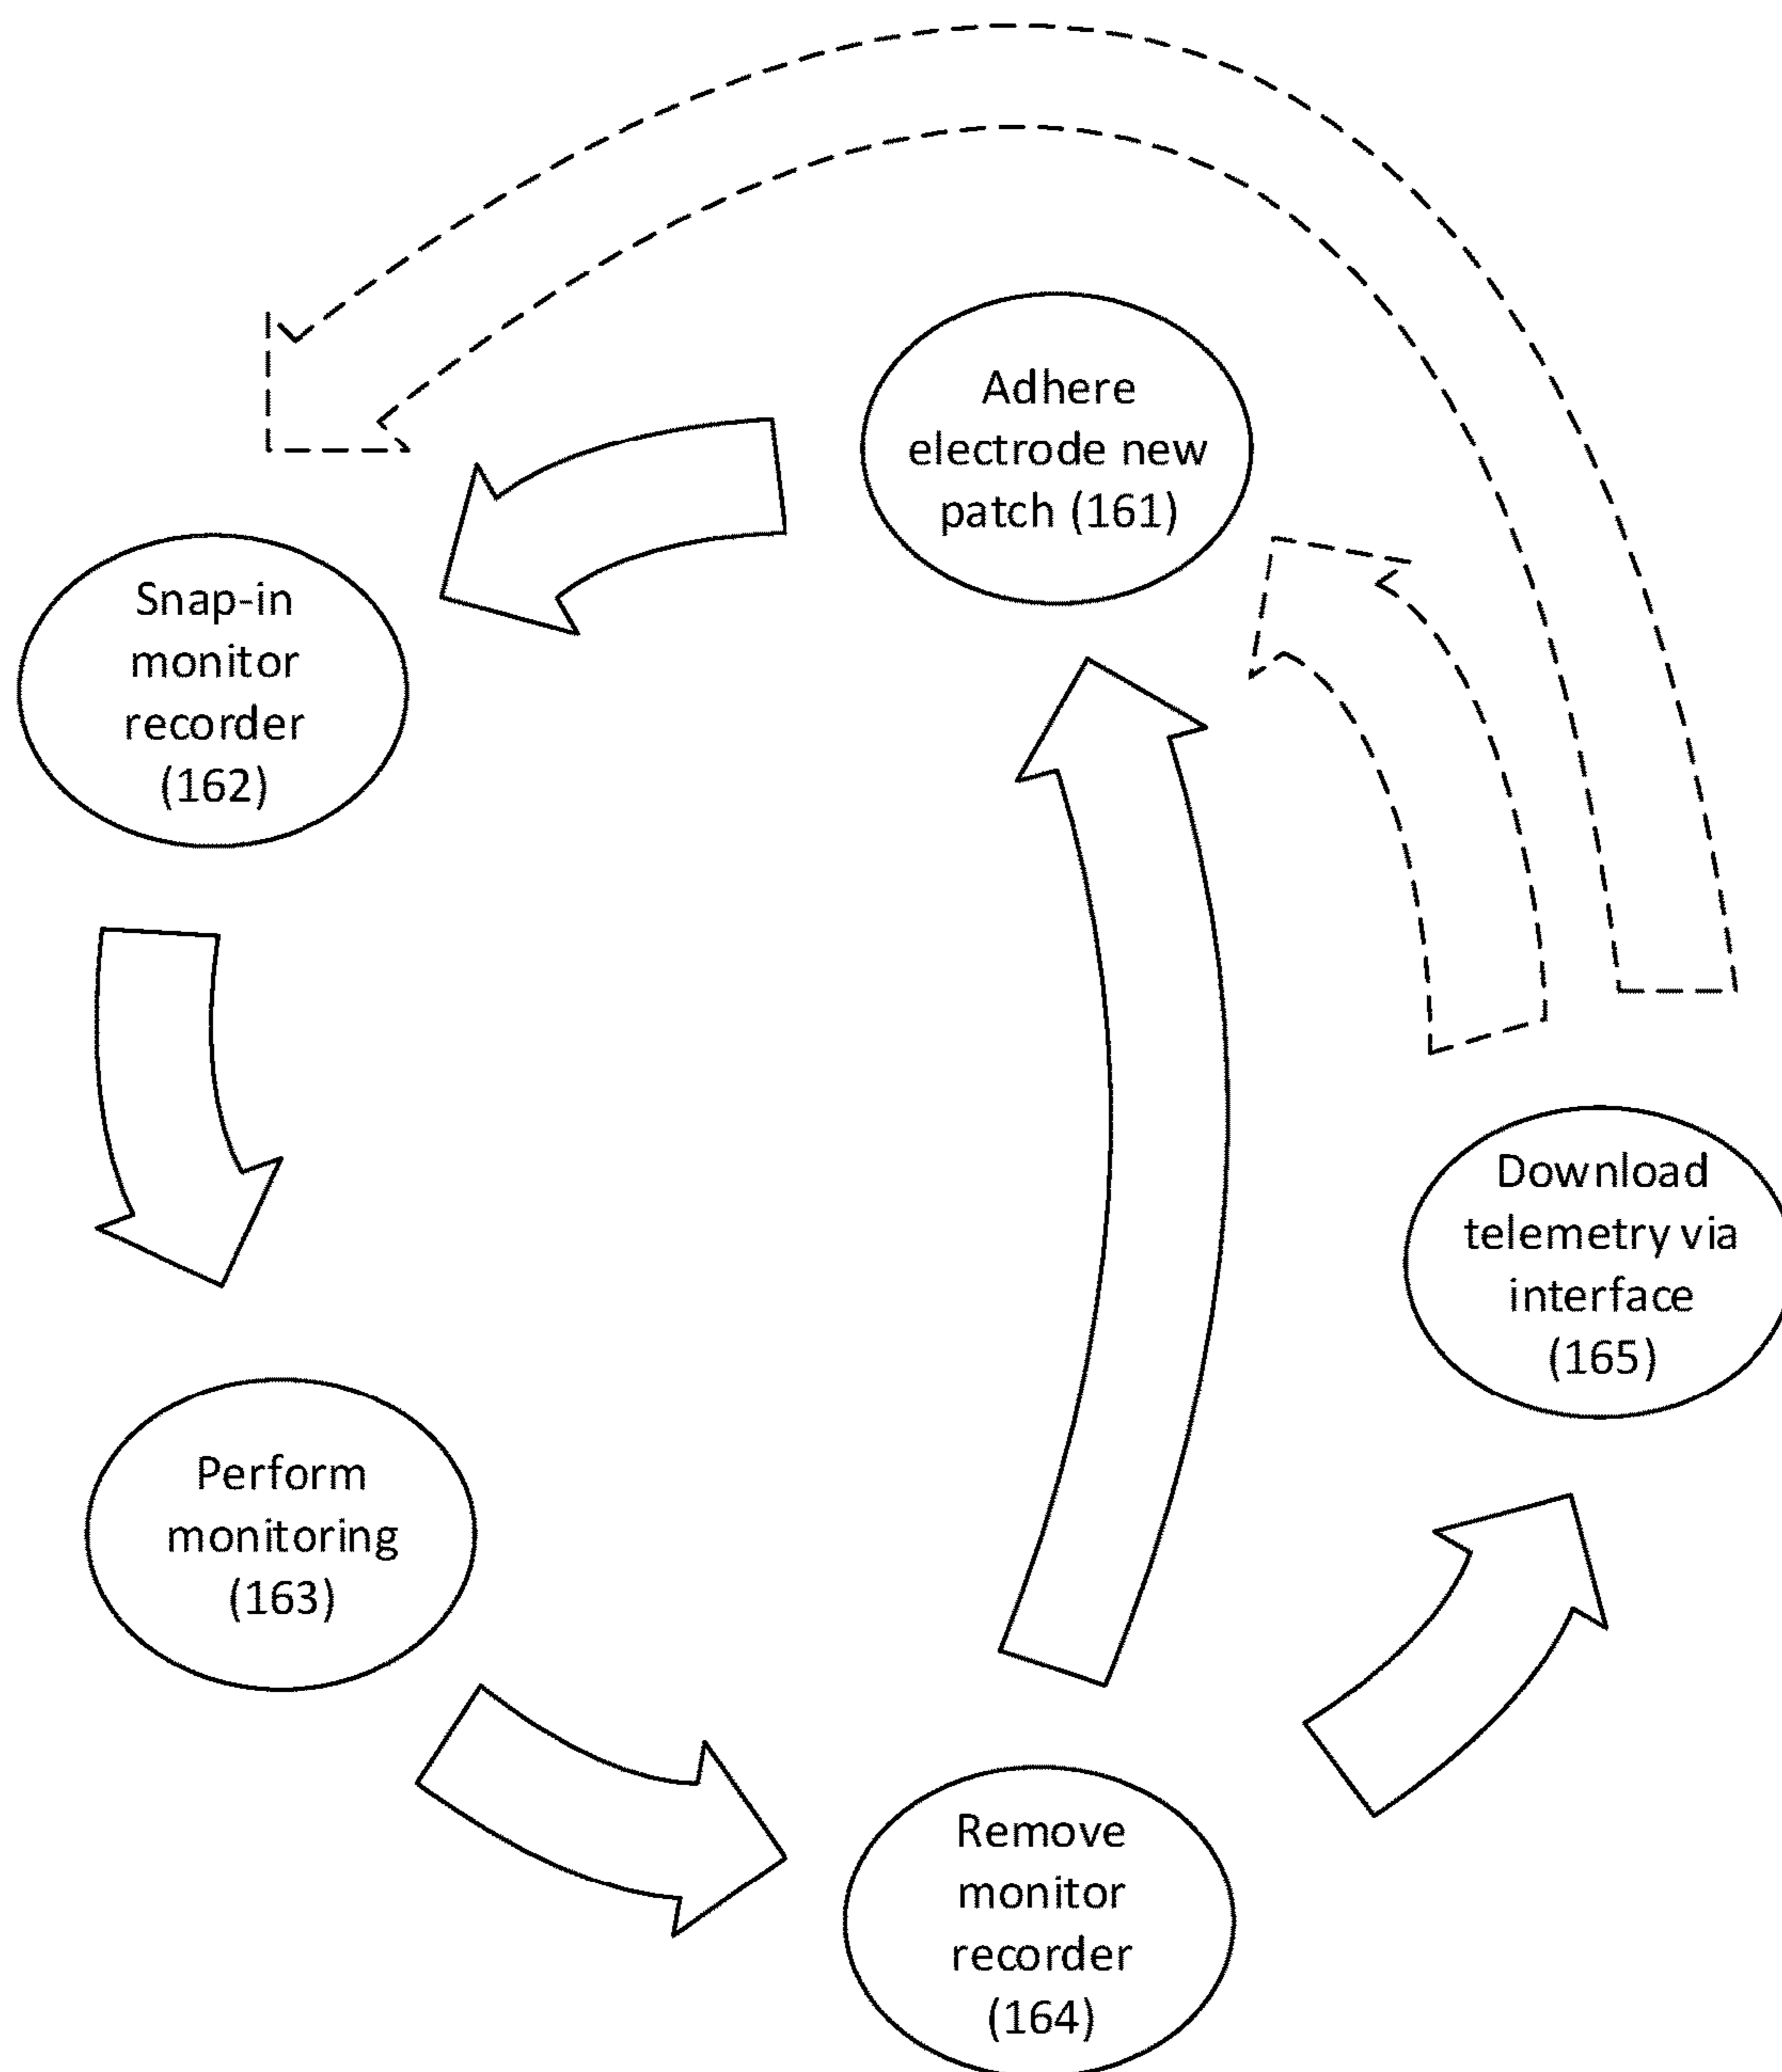 Adhere
electrode new
patch (161)
Snap-in
monitor
recorder
(162)
Perform
monitoring
(163)
Remove
monitor
recorder
(164)
Download
telemetry via
interface
(165)